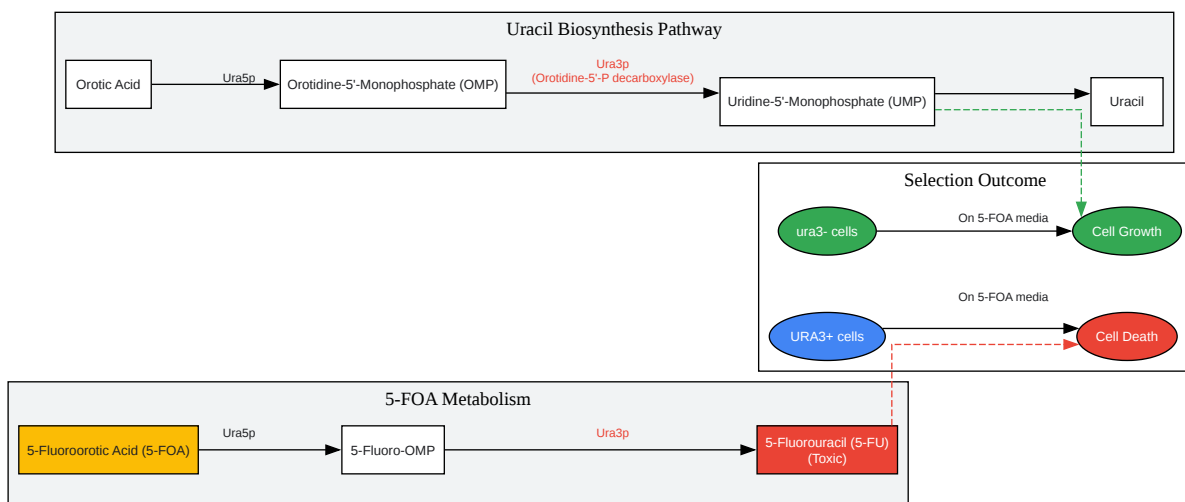 Uracil Biosynthesis Pathway
Orotic Acid
Ura5p
Orotidine-5'-Monophosphate (OMP)
Ura3p
(Orotidine-5'-P decarboxylase)
Uridine-5'-Monophosphate (UMP)
Uracil
Selection Outcome
ura3- cells
On 5-FOA media
Cell Growth
On 5-FOA media
URA3+ cells
Cell Death
5-FOA Metabolism
5-Fluoroorotic Acid (5-FOA)
Ura5p
5-Fluoro-OMP
Ura3p
5-Fluorouracil (5-FU)
(Toxic)